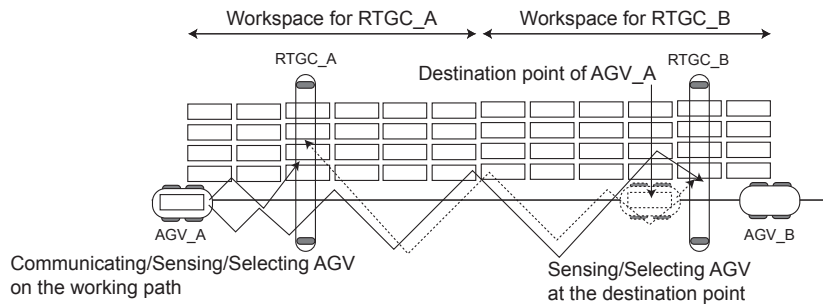 Workspace for RTGC_A
Workspace for RTGC_B
RTGC_A
Destination point of AGV_A
RTGC_B
AGV_A
AGV_B
Communicating/Sensing/Selecting AGV
on the working path
Sensing/Selecting AGV
at the destination point